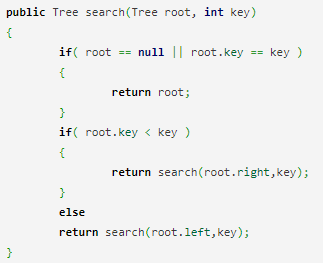 public Tree search(Tree root, int key)
{
if( root == null || root.key == key )
{
return root;
}
if( root.key < key )
{
return search(root.right,key);
}
else
return search(root.left,key);
}